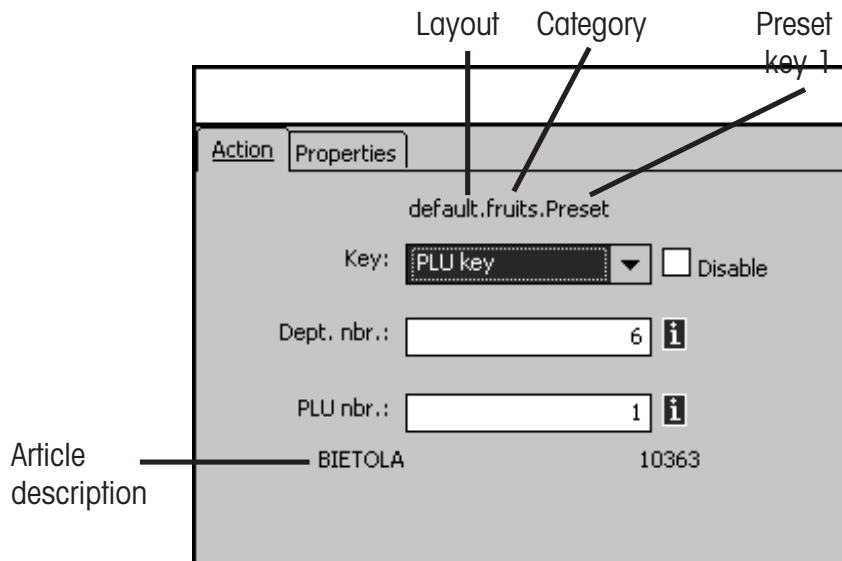 Layout Category Preset
key 1
Action Properties
default.fruits.Preset
Key: PLU key Disable
Dept. nbr.: 6 i
PLU nbr.: 1 i
Article
description
BIETOLA 10363